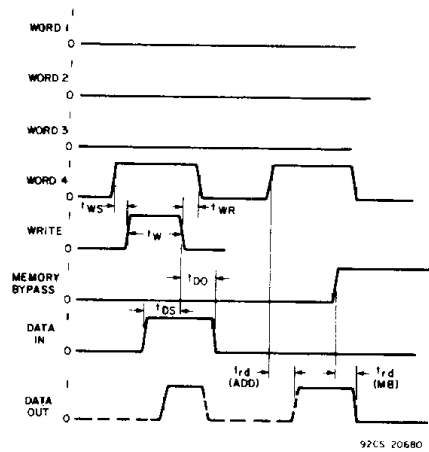 1
WORD 1
0
1
WORD 2
0
1
WORD 3
0
1
WORD 4
0
tWS
tWR
1
WRITE
0
tW
1
MEMORY
BYPASS
0
tDO
tDS
1
DATA
IN
0
trd
(ADD)
trd
(MB)
1
DATA
OUT
0
92CS 20680